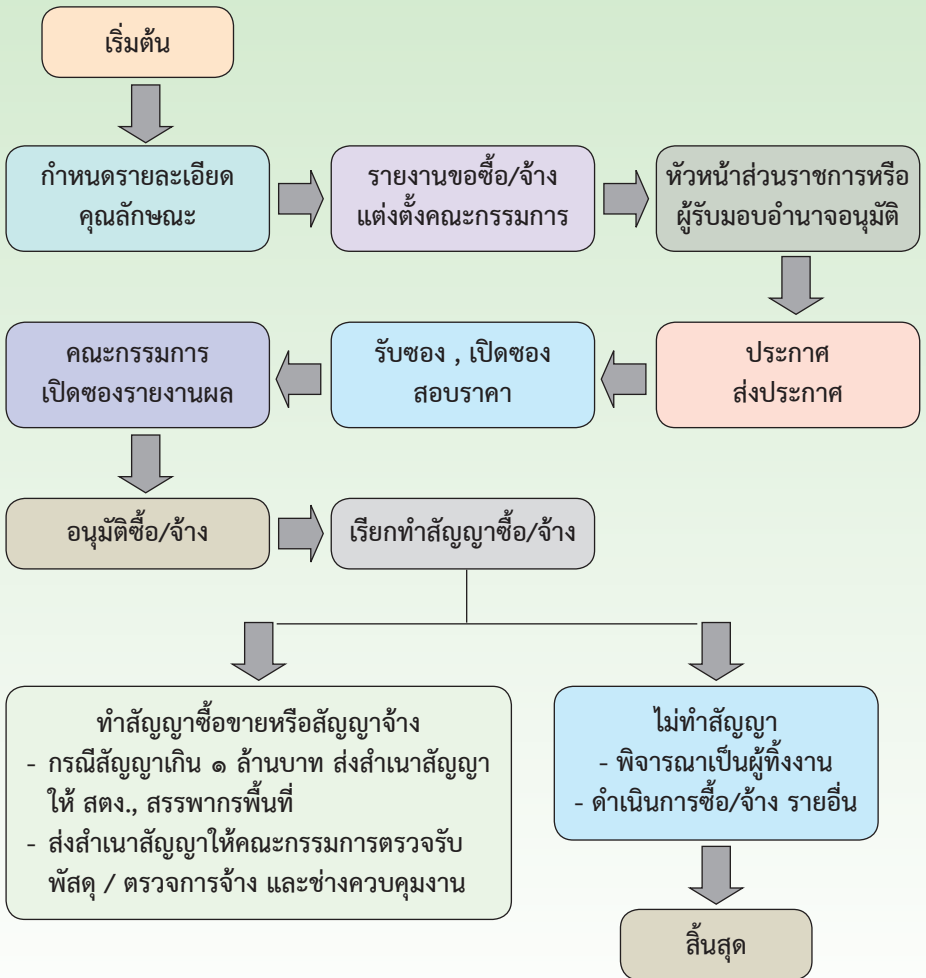 เริ่มต้น
กำหนดรายละเอียด
คุณลักษณะ
รายงานขอซื้อ/จ้าง
แต่งตั้งคณะกรรมการ
หัวหน้าส่วนราชการหรือ
ผู้รับมอบอำนาจอนุมัติ
ประกาศ
ส่งประกาศ
รับซอง , เปิดซอง
สอบราคา
คณะกรรมการ
เปิดซองรายงานผล
อนุมัติซื้อ/จ้าง
เรียกทำสัญญาซื้อ/จ้าง
ทำสัญญาซื้อขายหรือสัญญาจ้าง
- กรณีสัญญาเกิน ๑ ล้านบาท ส่งสำเนาสัญญา
ให้ สตง., สรรพากรพื้นที่
- ส่งสำเนาสัญญาให้คณะกรรมการตรวจรับ
พัสดุ / ตรวจการจ้าง และช่างควบคุมงาน
ไม่ทำสัญญา
- พิจารณาเป็นผู้ทิ้งงาน
- ดำเนินการซื้อ/จ้าง รายอื่น
สิ้นสุด